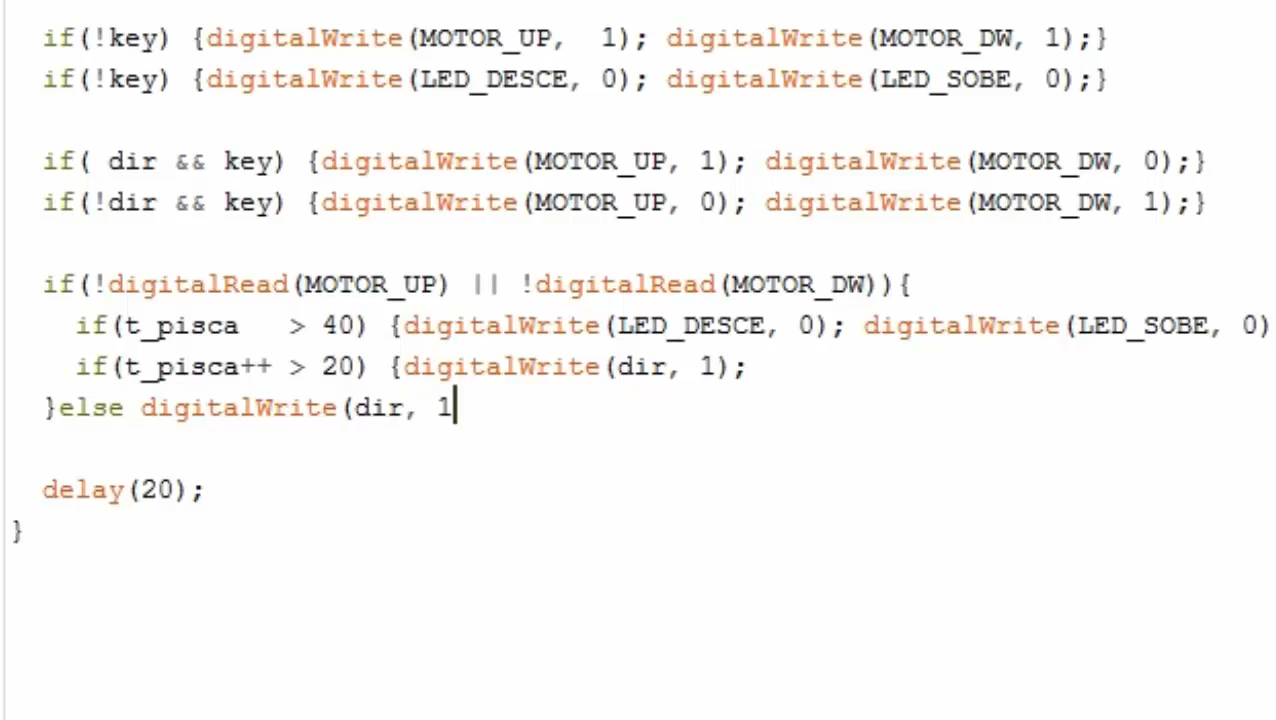 if(!key) {digitalWrite(MOTOR_UP,  1); digitalWrite(MOTOR_DW, 1);}
if(!key) {digitalWrite(LED_DESCE, 0); digitalWrite(LED_SOBE, 0);}
if( dir && key) {digitalWrite(MOTOR_UP, 1); digitalWrite(MOTOR_DW, 0);}
if(!dir && key) {digitalWrite(MOTOR_UP, 0); digitalWrite(MOTOR_DW, 1);}
if(!digitalRead(MOTOR_UP) || !digitalRead(MOTOR_DW)){
if(t_pisca   > 40) {digitalWrite(LED_DESCE, 0); digitalWrite(LED_SOBE, 0)
if(t_pisca++ > 20) {digitalWrite(dir, 1);
}else digitalWrite(dir, 1
delay(20);
}